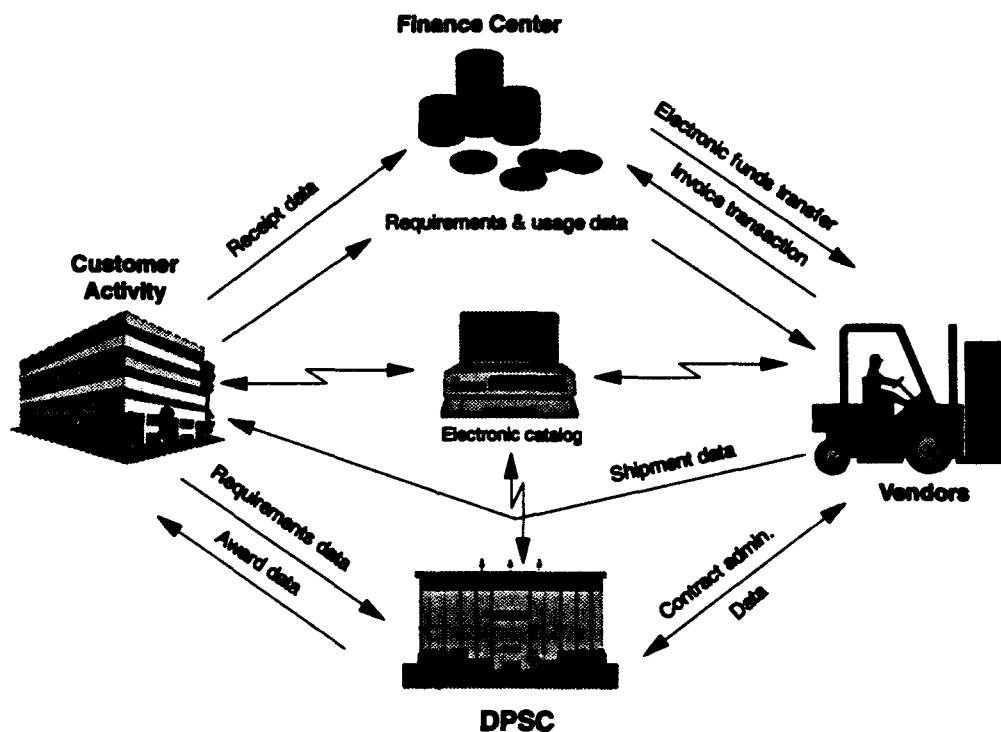 Finance Center
Electronic funds transfer
Invoice transaction
Receipt data
Requirements & usage data
Customer
Activity
Electronic catalog
Shipment data
Vendors
Requirements data
Award data
Contract admin.
Data
DPSC